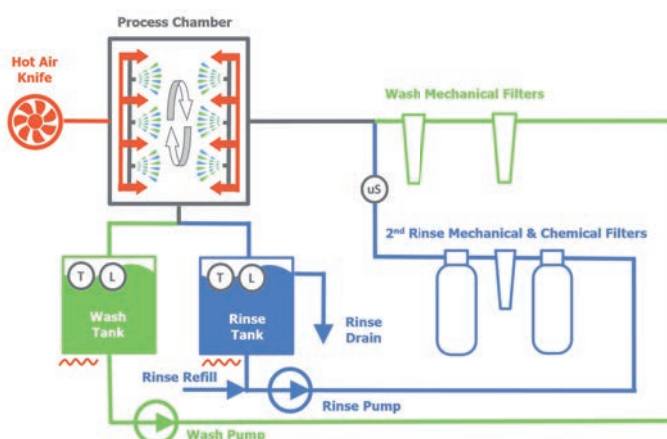 Process Chamber
Hot Air
Knife
Wash Mechanical Filters
uS
2nd Rinse Mechanical & Chemical Filters
T L
T L
Wash
Tank
Rinse
Tank
Rinse
Drain
Rinse Refill
Rinse Pump
Wash Pump